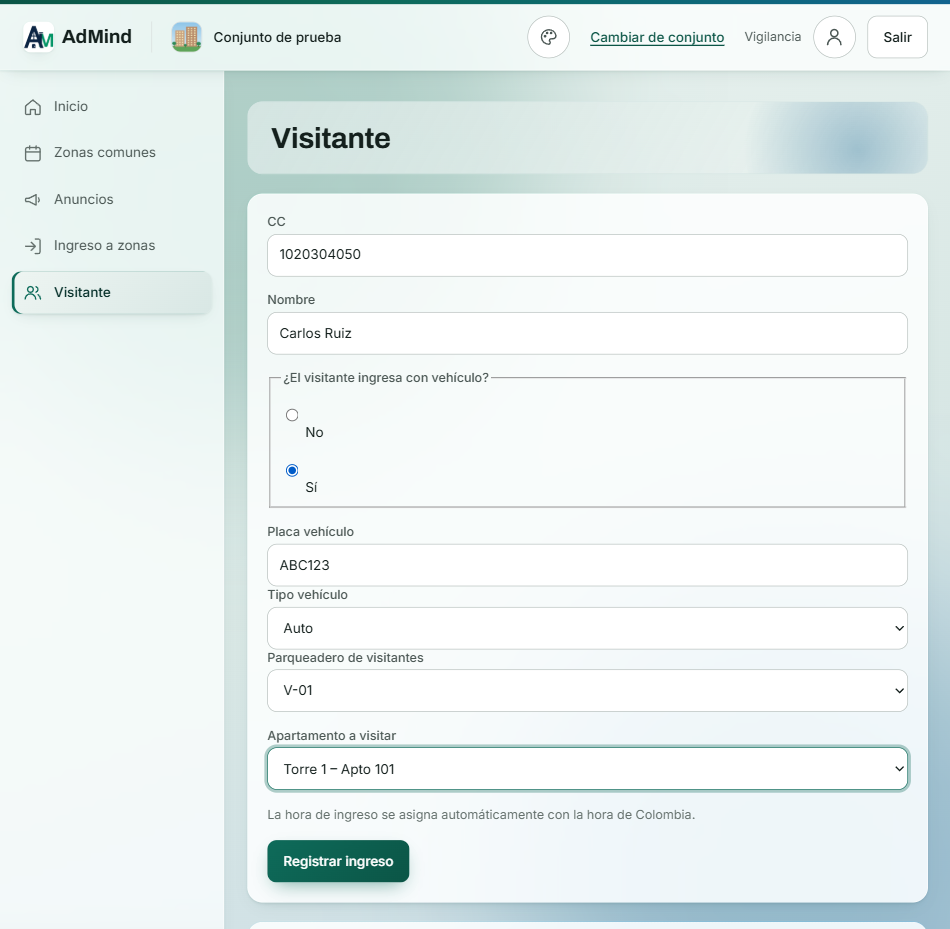 AM AdMind
Conjunto de prueba
Cambiar de conjunto
Vigilancia
Salir
Inicio
Zonas comunes
Anuncios
Ingreso a zonas
Visitante
Visitante
CC
1020304050
Nombre
Carlos Ruiz
¿El visitante ingresa con vehículo?
No
Sí
Placa vehículo
ABC123
Tipo vehículo
Auto
Parqueadero de visitantes
V-01
Apartamento a visitar
Torre 1 – Apto 101
La hora de ingreso se asigna automáticamente con la hora de Colombia.
Registrar ingreso